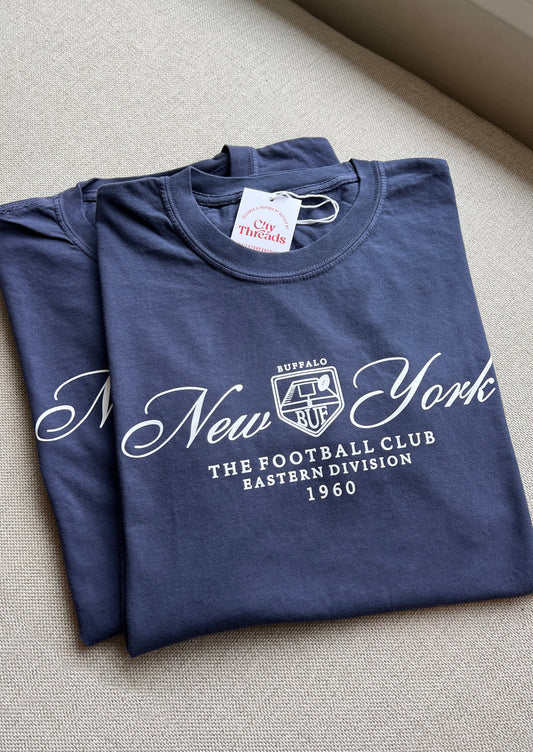 City
Threads
BUFFALO
New York
BUF
THE FOOTBALL CLUB
EASTERN DIVISION
1960
N